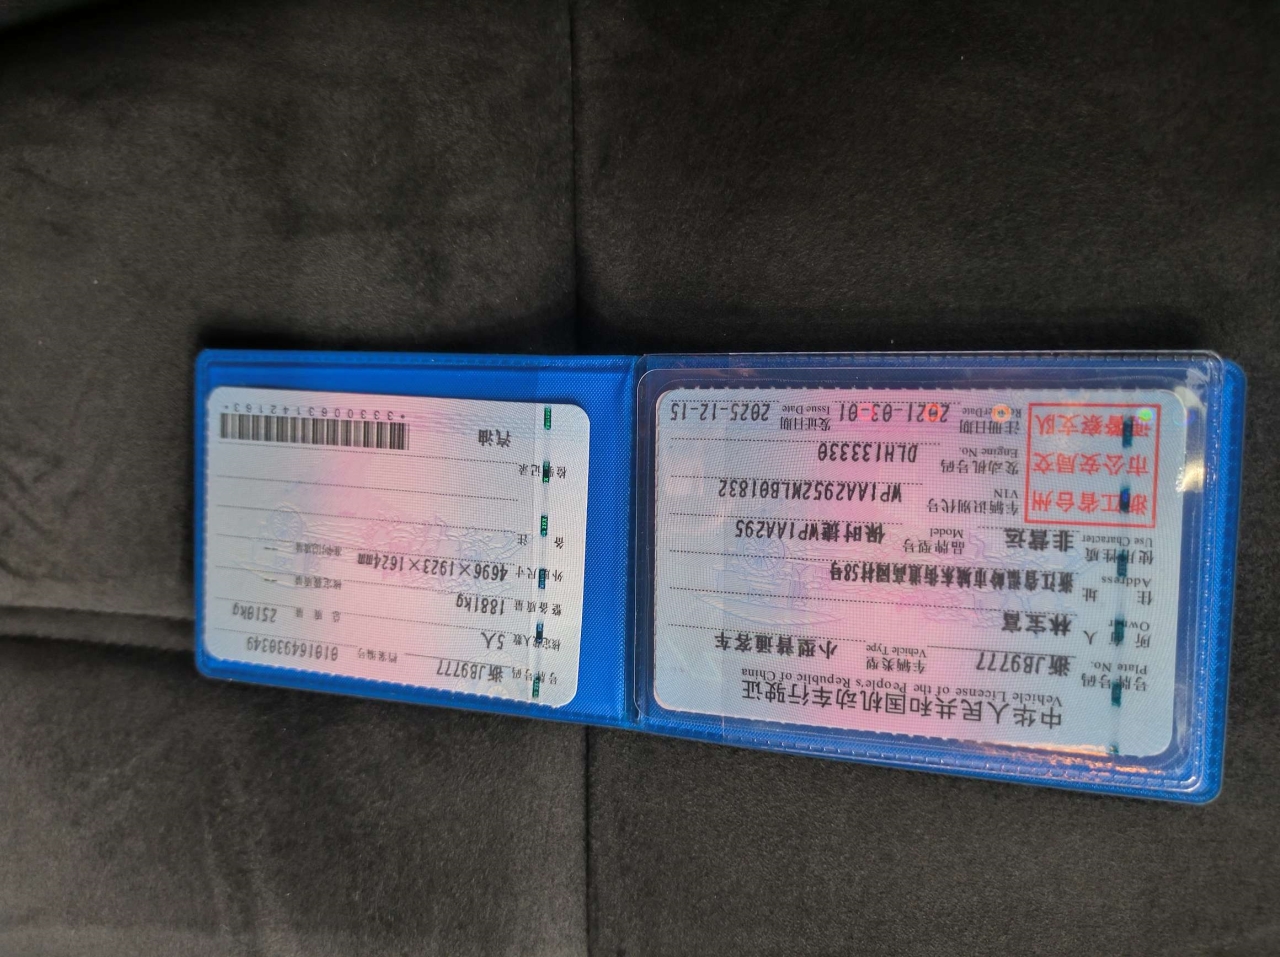 中华人民共和国机动车行驶证
Vehicle License of the People's Republic of China
号牌号码 浙JB9777 车辆类型 小型普通客车
Plate No. Vehicle Type
所有人 林宝富
Owner
住址 浙江省温岭市城东街道高园村58号
Address
使用性质 非营运 品牌型号 保时捷WP1AA295
Use Character Model
浙江省台州
市公安局交
通警察支队
车辆识别代号 WP1AA2952MLB01832
VIN
发动机号码 DLH133330
Engine No.
注册日期 2021-03-01 发证日期 2025-12-15
Register Date Issue Date
号牌号码 浙JB9777 档案编号 010164930349
核定人数 5人 总质量 2510kg
整备质量 1881kg 核定载质量
外廓尺寸 4696×1923×1624mm 准牵引总质量
备注
检验记录
汽油
*3330063142163*